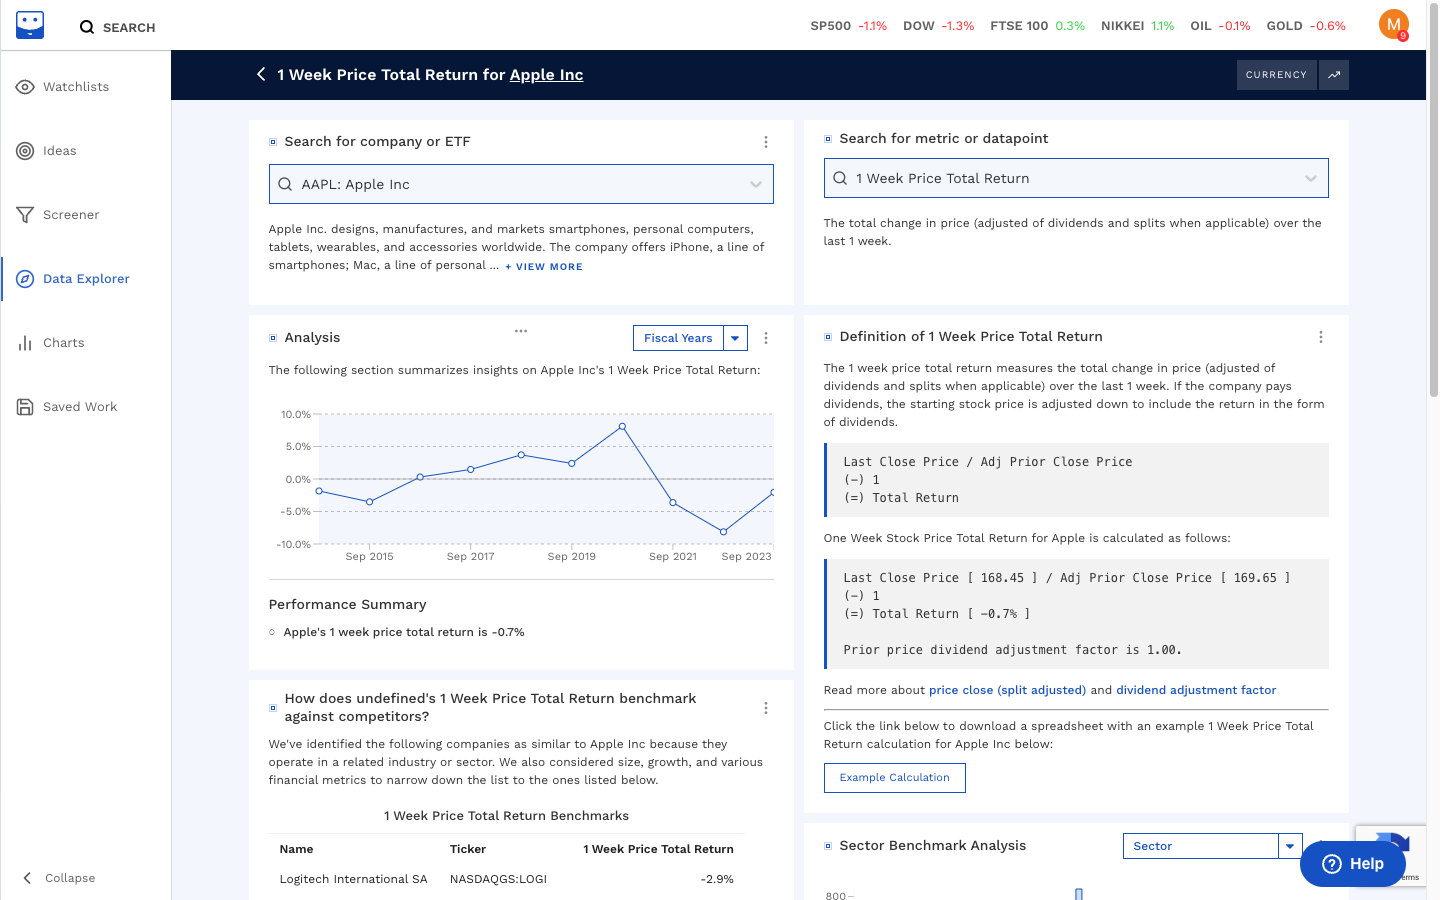 SEARCH
SP500 -1.1% DOW -1.3% FTSE 100 0.3% NIKKEI 1.1% OIL -0.1% GOLD -0.6%
M
9
Watchlists
Ideas
Screener
Data Explorer
Charts
Saved Work
Collapse
1 Week Price Total Return for Apple Inc
CURRENCY
Search for company or ETF
AAPL: Apple Inc
Apple Inc. designs, manufactures, and markets smartphones, personal computers,
tablets, wearables, and accessories worldwide. The company offers iPhone, a line of
smartphones; Mac, a line of personal ... + VIEW MORE
Search for metric or datapoint
1 Week Price Total Return
The total change in price (adjusted of dividends and splits when applicable) over the
last 1 week.
Analysis
Fiscal Years
The following section summarizes insights on Apple Inc's 1 Week Price Total Return:
10.0%
5.0%
0.0%
-5.0%
-10.0%
Sep 2015 Sep 2017 Sep 2019 Sep 2021 Sep 2023
Performance Summary
Apple's 1 week price total return is -0.7%
Definition of 1 Week Price Total Return
The 1 week price total return measures the total change in price (adjusted of
dividends and splits when applicable) over the last 1 week. If the company pays
dividends, the starting stock price is adjusted down to include the return in the form
of dividends.
Last Close Price / Adj Prior Close Price
(-) 1
(=) Total Return
One Week Stock Price Total Return for Apple is calculated as follows:
Last Close Price [ 168.45 ] / Adj Prior Close Price [ 169.65 ]
(-) 1
(=) Total Return [ -0.7% ]
Prior price dividend adjustment factor is 1.00.
Read more about price close (split adjusted) and dividend adjustment factor
Click the link below to download a spreadsheet with an example 1 Week Price Total
Return calculation for Apple Inc below:
Example Calculation
How does undefined's 1 Week Price Total Return benchmark
against competitors?
We've identified the following companies as similar to Apple Inc because they
operate in a related industry or sector. We also considered size, growth, and various
financial metrics to narrow down the list to the ones listed below.
1 Week Price Total Return Benchmarks
Name Ticker 1 Week Price Total Return
Logitech International SA NASDAQGS:LOGI -2.9%
Sector Benchmark Analysis
Sector
800
Help